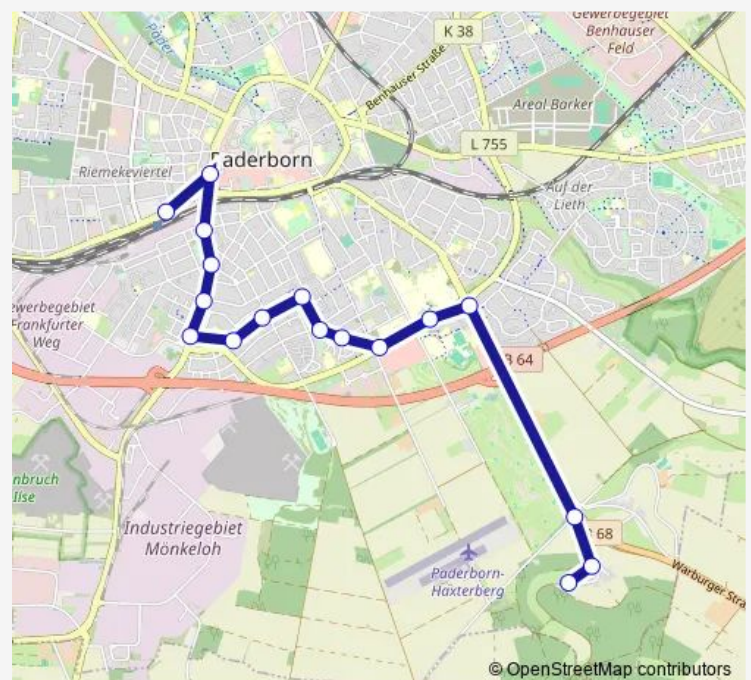 Gewerbegebiet
Benhauser
Feld
K 38
Pader
Benhauser Straße
Areal Barker
L 755
Paderborn
Riemekeviertel
Auf der
Lieth
ewerbegebiet
Frankfurter
Weg
B 64
nbruch
Ilse
Industriegebiet
Mönkeloh
68
Paderborn-
Haxterberg
Warburger Stra
© OpenStreetMap contributors